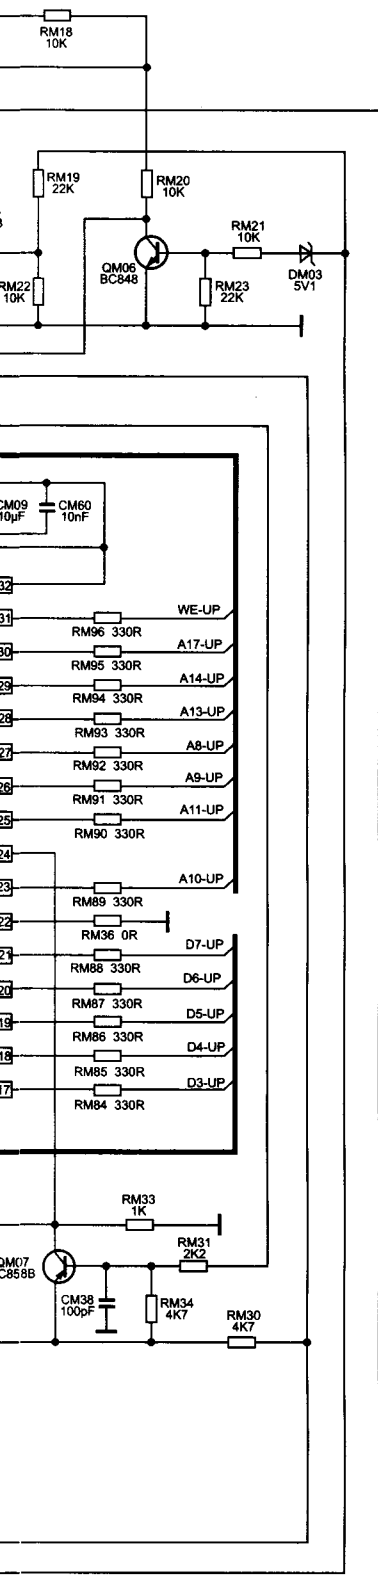 RM18
10K
RM19
22K
RM20
10K
RM21
10K
QM06
BC848
DM03
5V1
RM22
10K
RM23
22K
CM09
10µF
CM60
10nF
32
31
WE-UP
RM96 330R
30
A17-UP
RM95 330R
29
A14-UP
RM94 330R
28
A13-UP
RM93 330R
27
A8-UP
RM92 330R
26
A9-UP
RM91 330R
25
A11-UP
RM90 330R
24
23
A10-UP
RM89 330R
22
RM36 0R
21
D7-UP
RM88 330R
20
D6-UP
RM87 330R
19
D5-UP
RM86 330R
18
D4-UP
RM85 330R
17
D3-UP
RM84 330R
RM33
1K
RM31
2K2
QM07
C858B
CM38
100pF
RM34
4K7
RM30
4K7